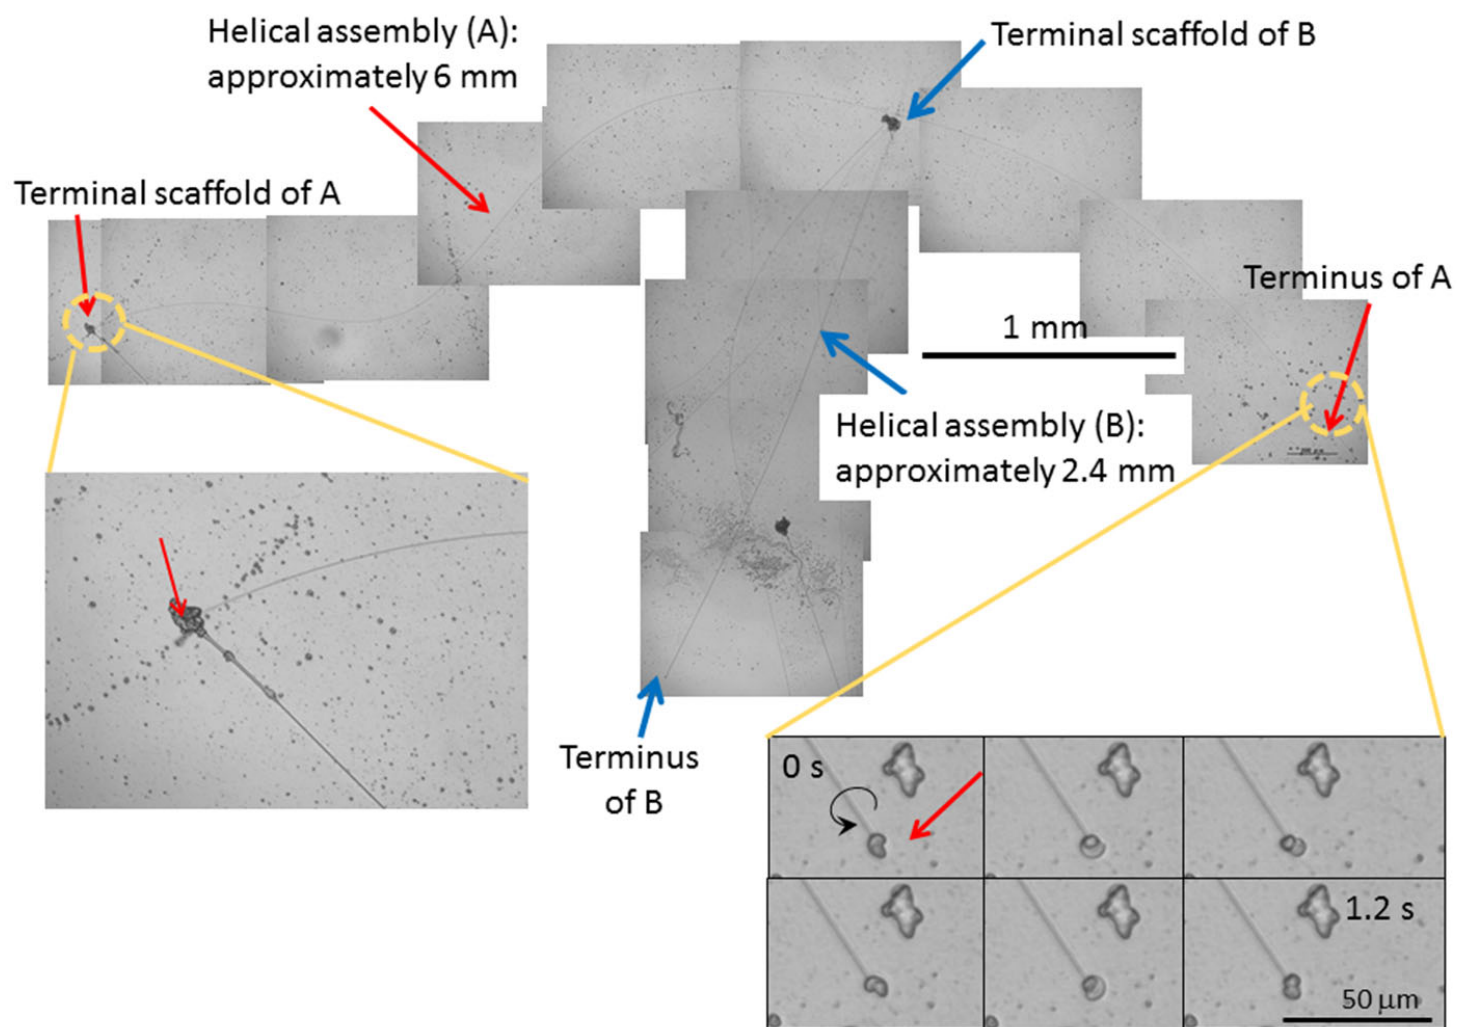 Helical assembly (A):
approximately 6 mm
Terminal scaffold of B
Terminal scaffold of A
Terminus of A
1 mm
Helical assembly (B):
approximately 2.4 mm
Terminus
of B
0 s
1.2 s
50 μm